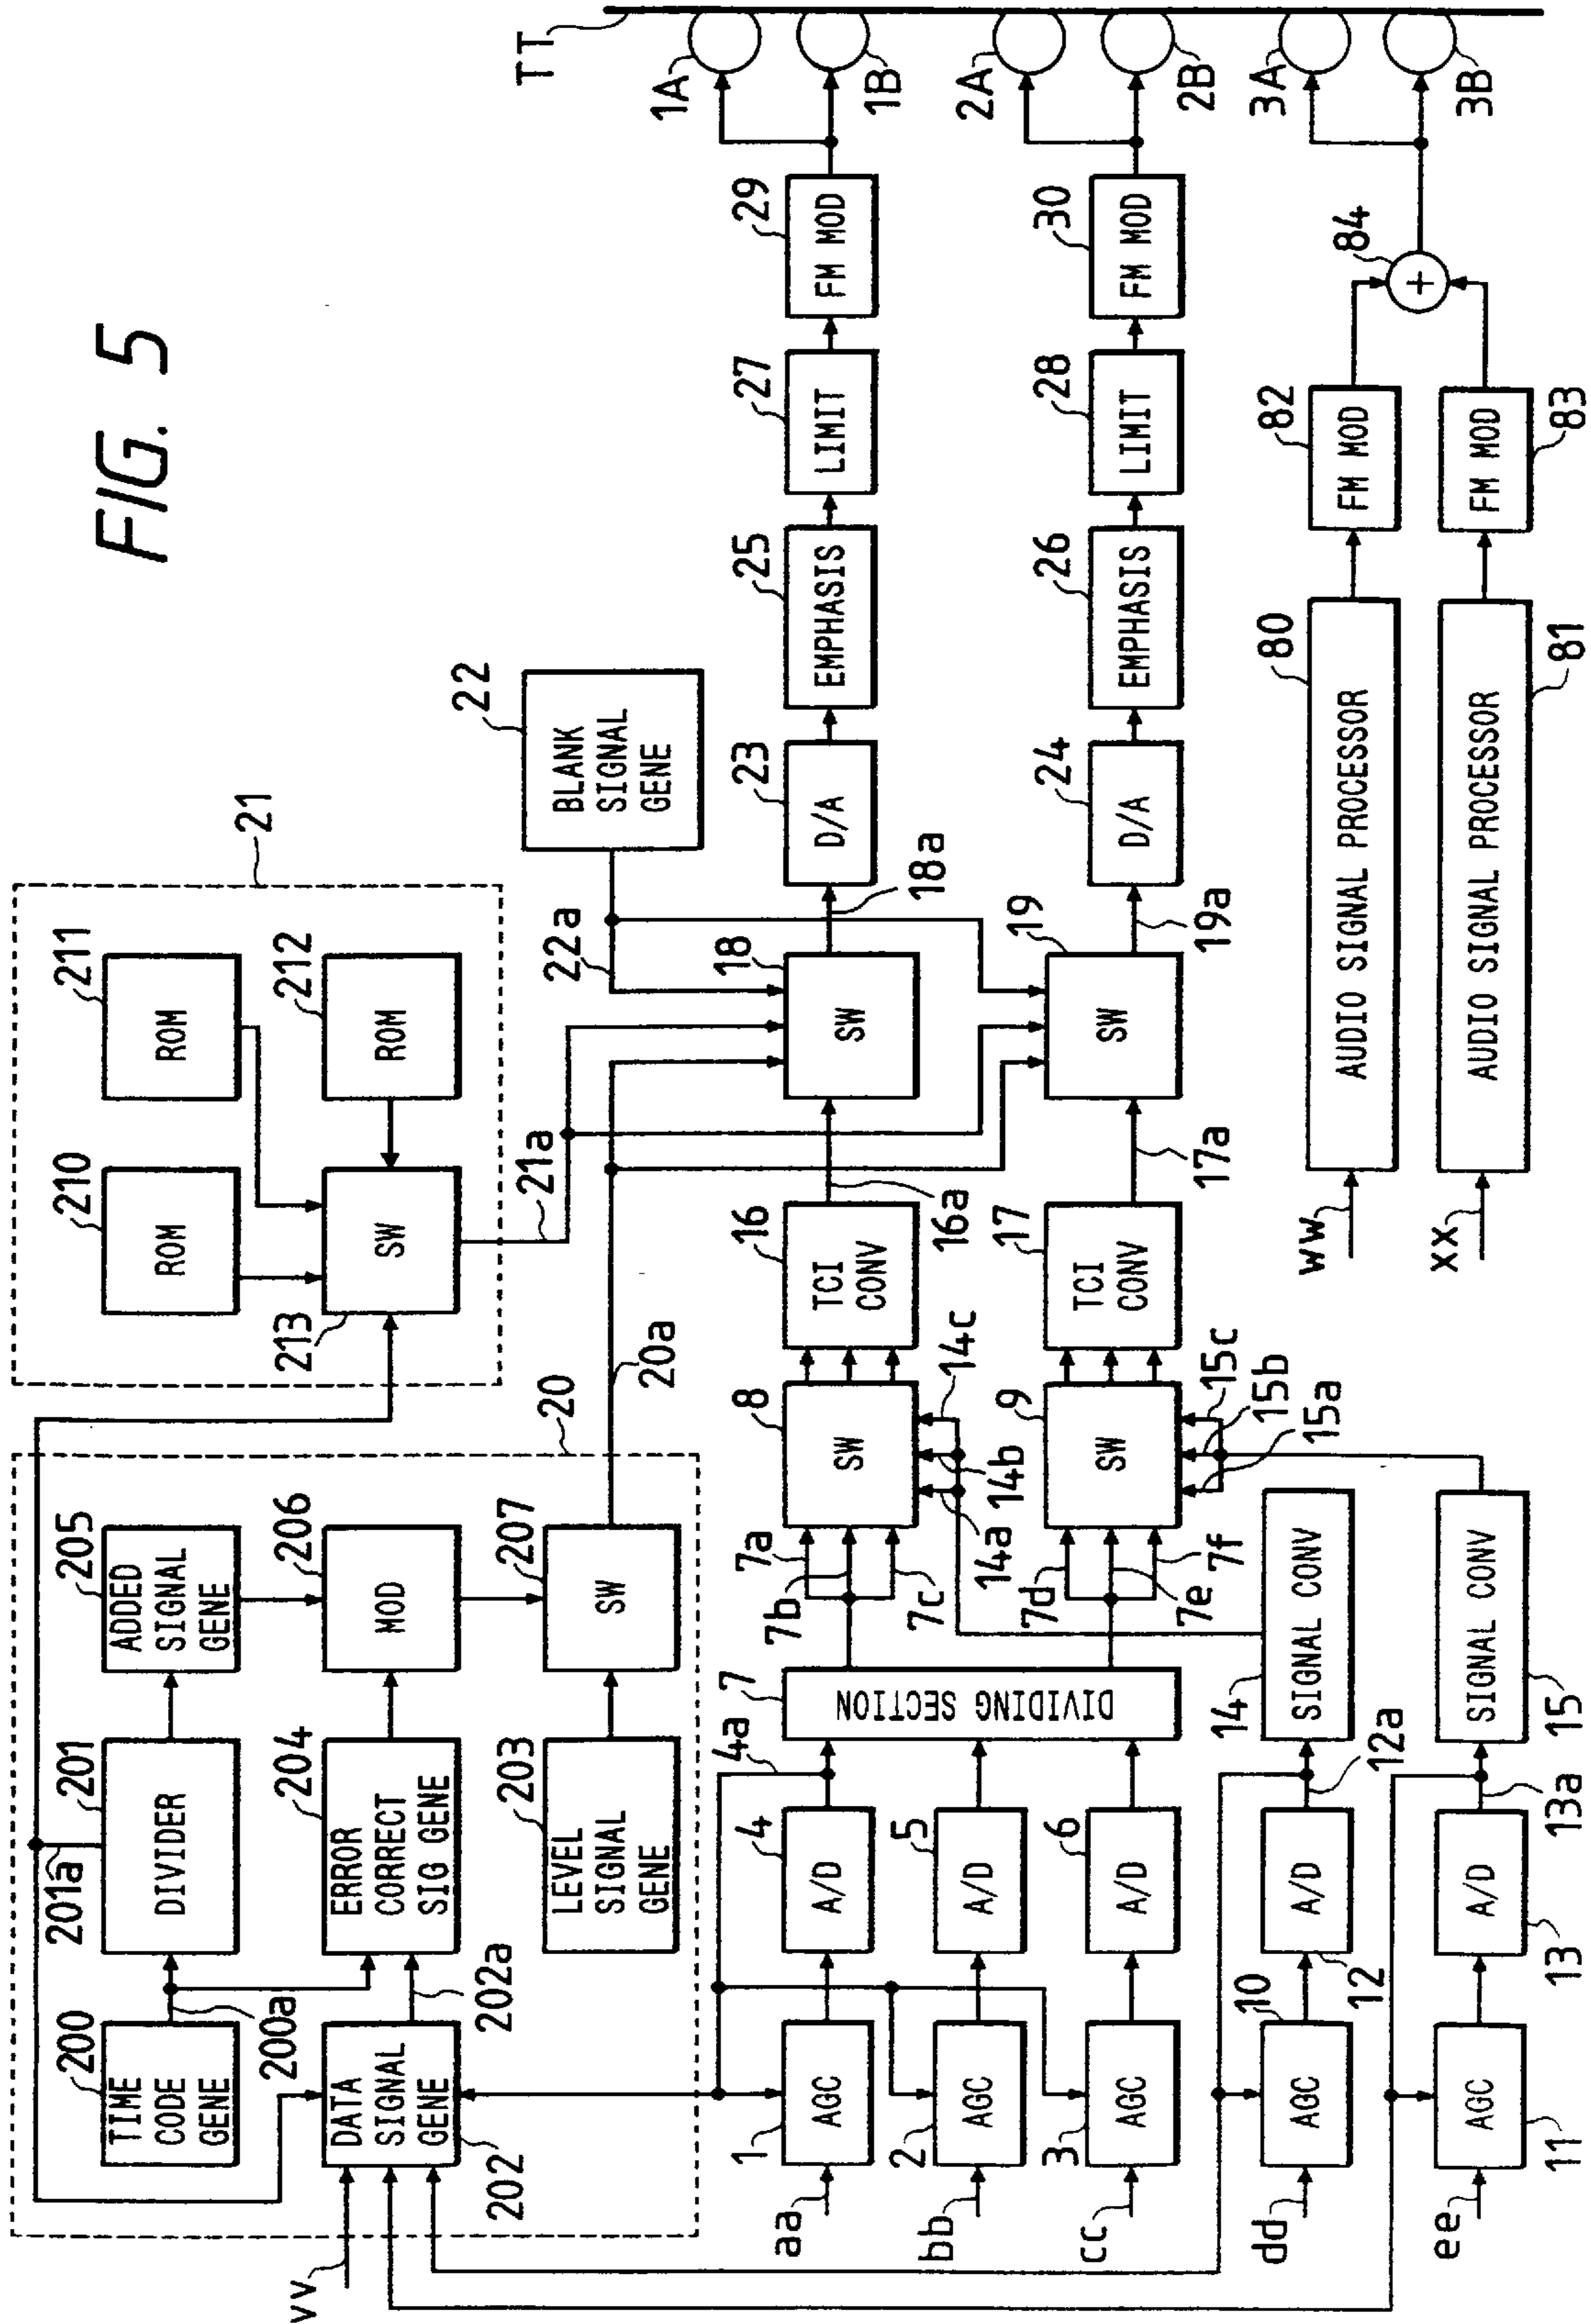 FIG. 5
200
TIME
CODE
GENE
200a
201a
201
DIVIDER
205
ADDED
SIGNAL
GENE
210
ROM
211
ROM
21
202
DATA
SIGNAL
GENE
202a
204
ERROR
CORRECT
SIG GENE
206
MOD
213
SW
212
ROM
vv
203
LEVEL
SIGNAL
GENE
207
SW
20
20a
21a
22a
22
BLANK
SIGNAL
GENE
TT
aa
1
AGC
4
A/D
4a
bb
2
AGC
5
A/D
cc
3
AGC
6
A/D
7
DIVIDING SECTION
7a
7b
7c
7d
7e
7f
8
SW
14a
14b
14c
9
SW
15a
15b
15c
16
TCI
CONV
16a
17
TCI
CONV
17a
18
SW
18a
19
SW
19a
23
D/A
25
EMPHASIS
27
LIMIT
29
FM MOD
1A
1B
24
D/A
26
EMPHASIS
28
LIMIT
30
FM MOD
2A
2B
dd
10
AGC
12
A/D
12a
14
SIGNAL CONV
ee
11
AGC
13
A/D
13a
15
SIGNAL CONV
ww
80
AUDIO SIGNAL PROCESSOR
82
FM MOD
84
+
3A
3B
xx
81
AUDIO SIGNAL PROCESSOR
83
FM MOD